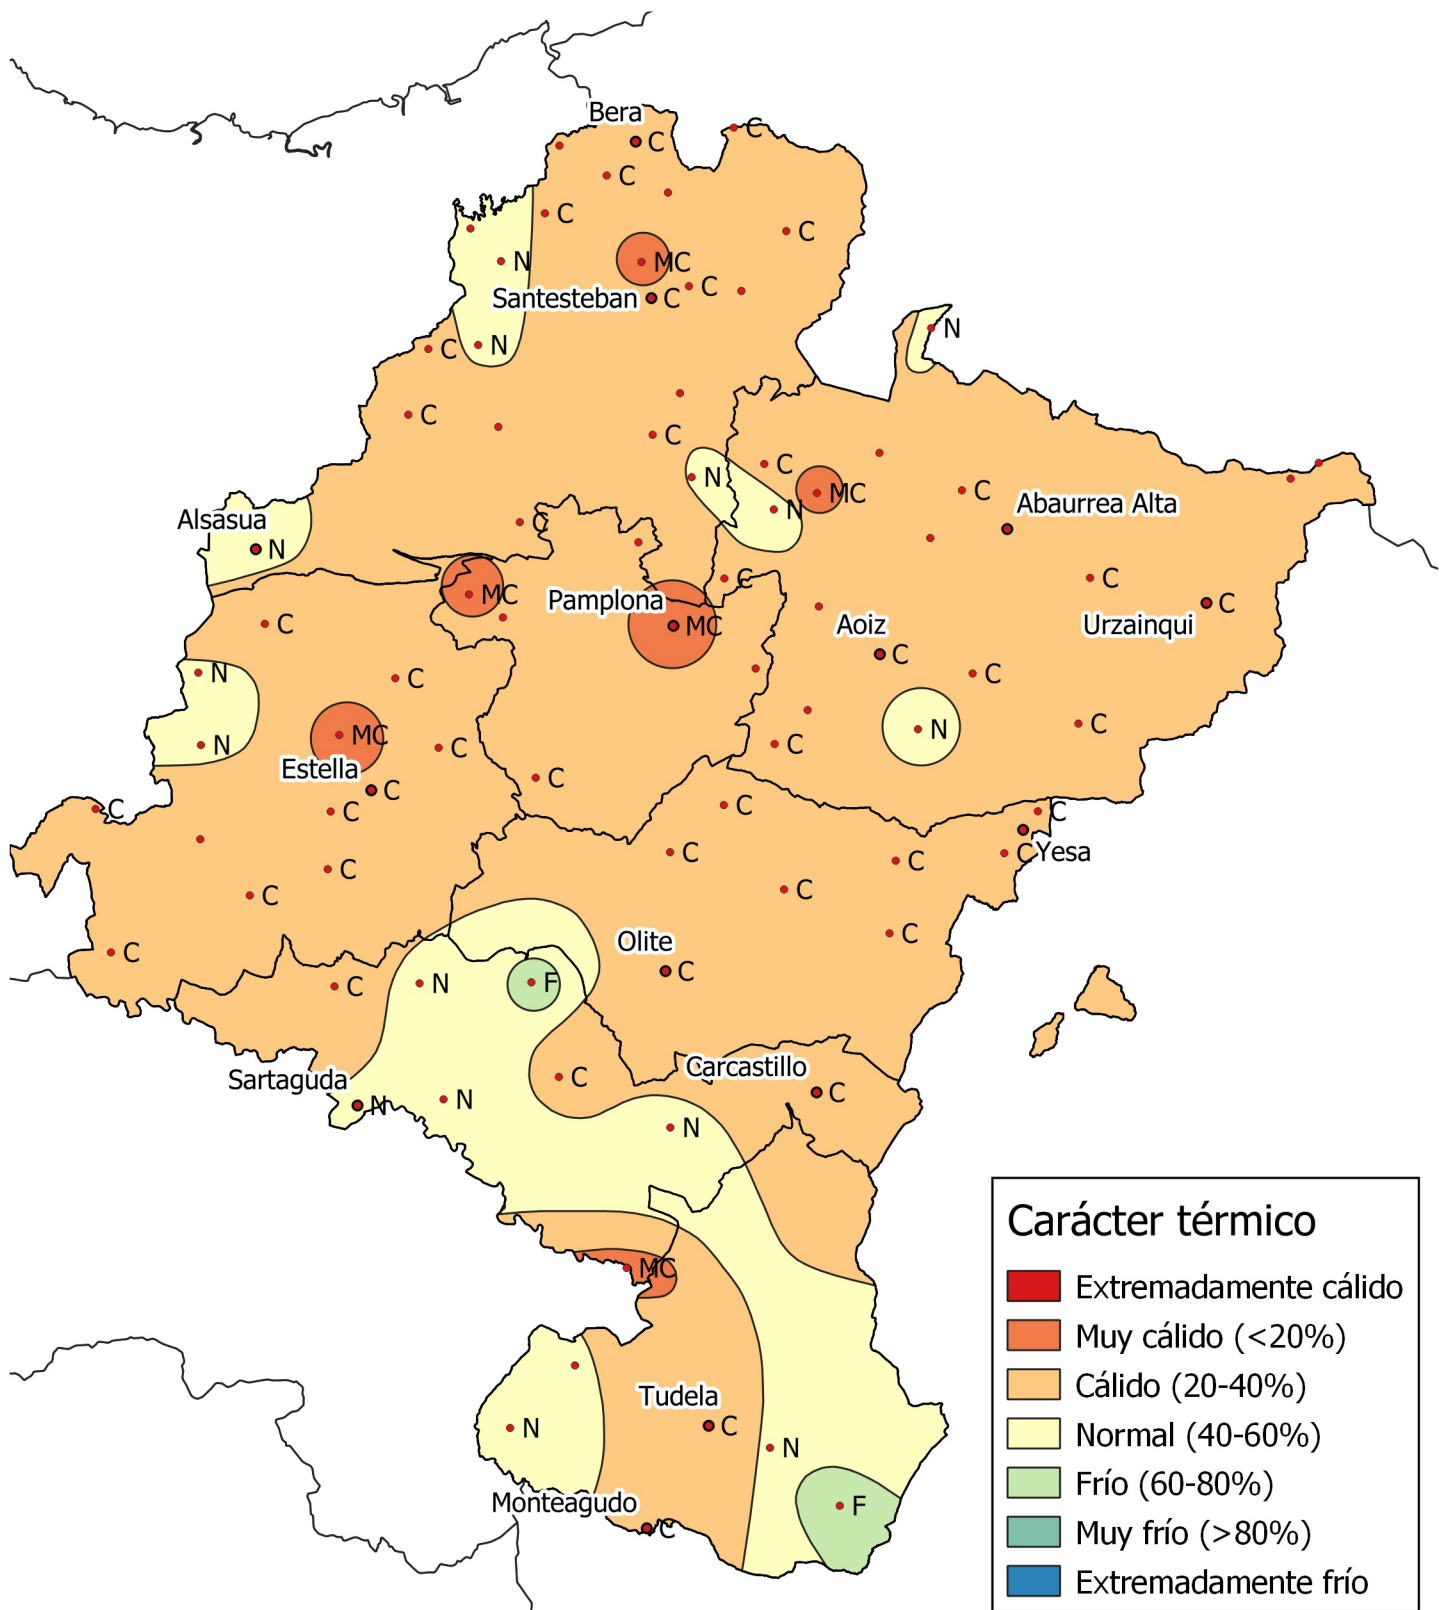 Bera
C
C
C
C
C
N
MC
C
Santesteban
C
N
C
N
C
C
C
N
MC
C
N
Abaurrea Alta
Alsasua
C
N
C
C
MC
Pamplona
MC
C
Urzainqui
C
Aoiz
C
N
C
C
N
MC
C
C
N
C
Estella
C
C
C
C
C
C
C
Yesa
C
C
C
C
C
C
Olite
C
C
C
N
F
Carcastillo
C
Sartaguda
N
N
C
N
MC
Tudela
C
N
N
Monteagudo
C
F
Carácter térmico
Extremadamente cálido
Muy cálido (<20%)
Cálido (20-40%)
Normal (40-60%)
Frío (60-80%)
Muy frío (>80%)
Extremadamente frío